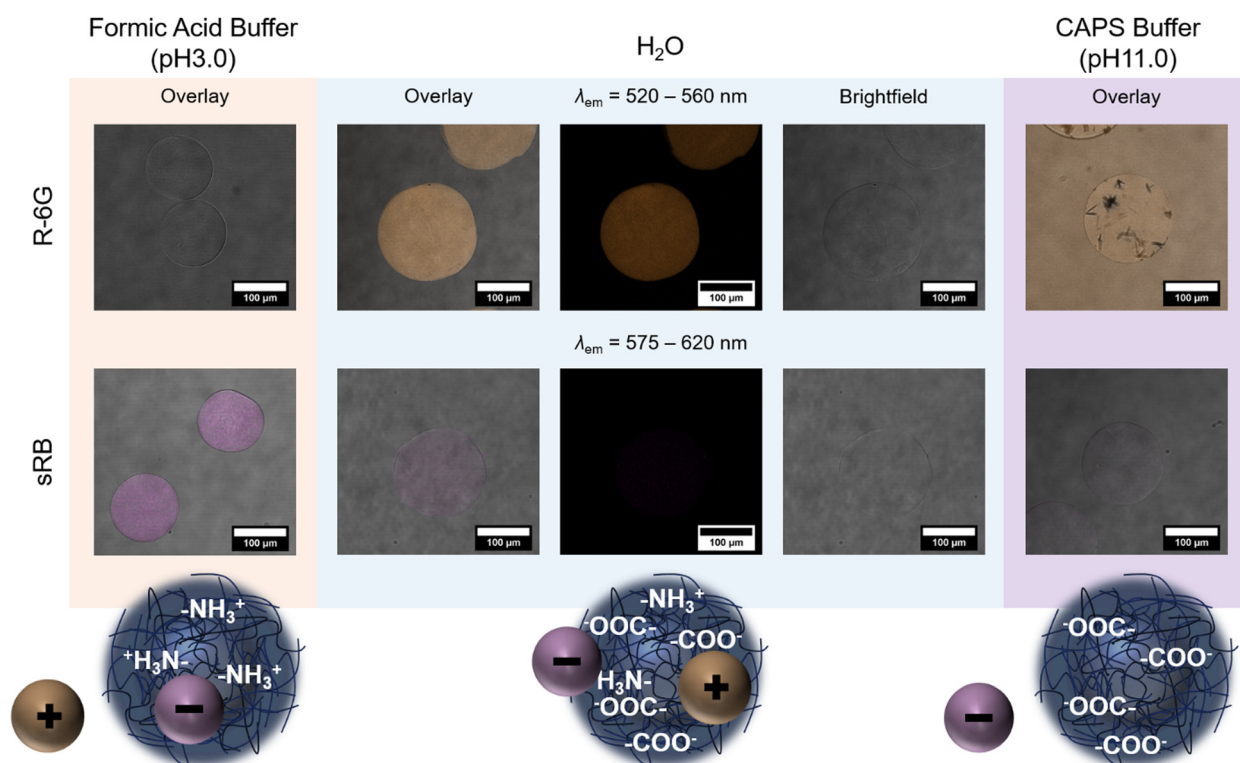 Formic Acid Buffer
(pH3.0)
H₂O
CAPS Buffer
(pH11.0)
Overlay
Overlay
λem = 520 – 560 nm
Brightfield
Overlay
R-6G
100 µm
100 µm
100 µm
100 µm
100 µm
λem = 575 – 620 nm
sRB
100 µm
100 µm
100 µm
100 µm
100 µm
-NH₃⁺
⁺H₃N-
-NH₃⁺
+
−
-NH₃⁺
⁻OOC-
-COO⁻
−
H₃N-
+
⁻OOC-
-COO⁻
⁻OOC-
-COO⁻
−
⁻OOC-
-COO⁻